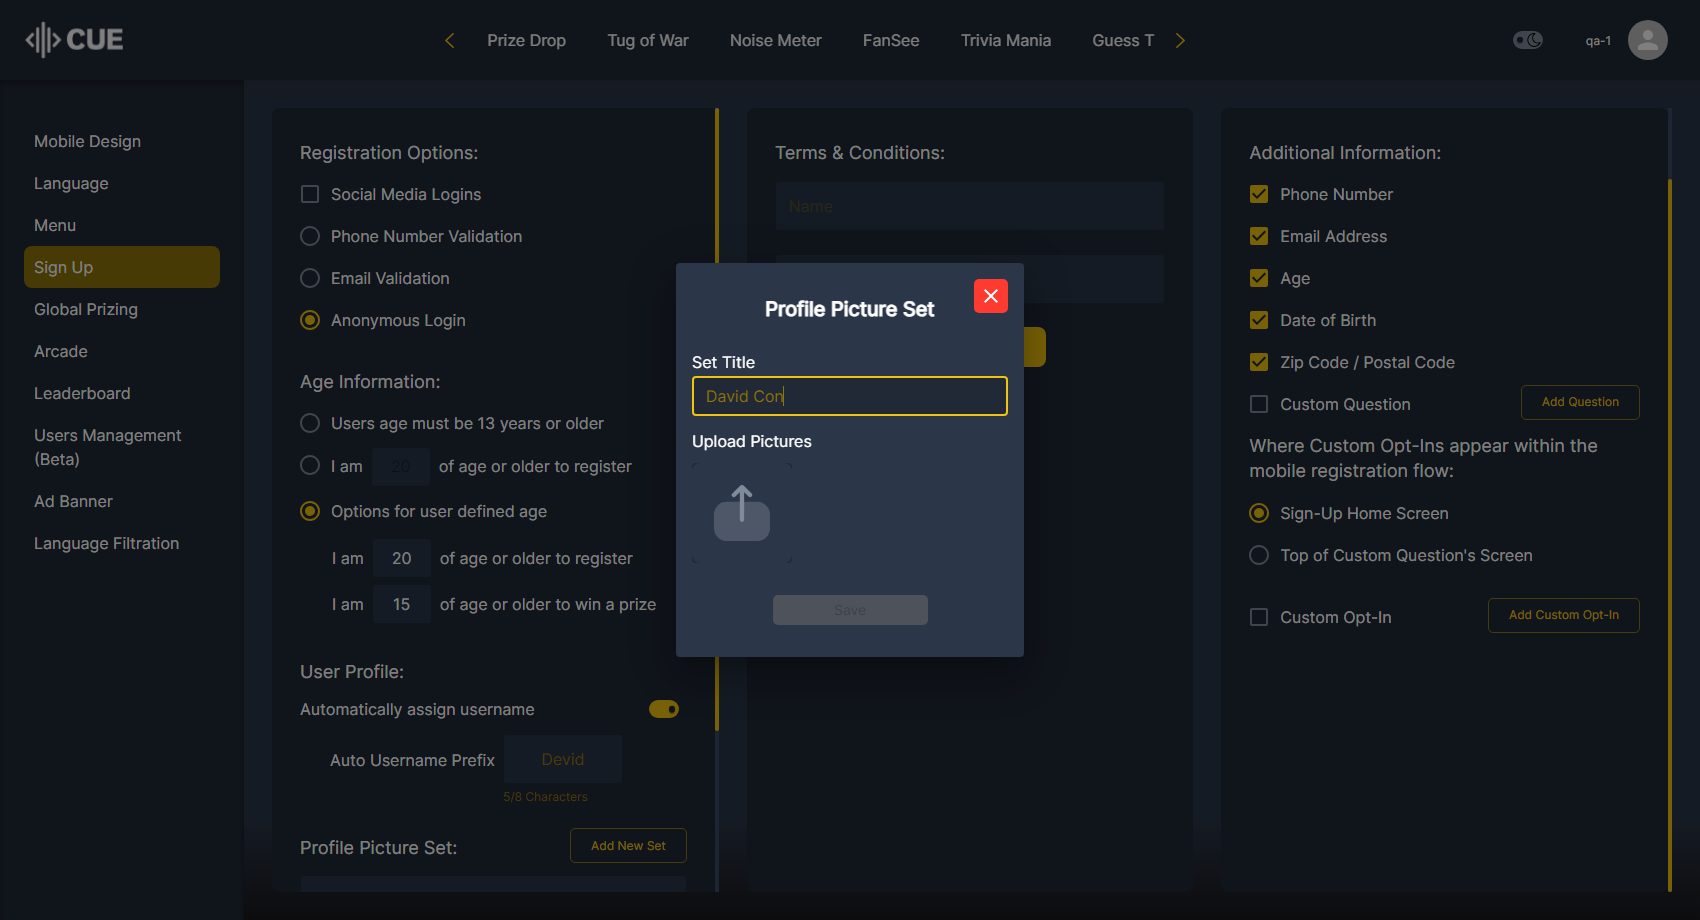 CUE
Prize Drop Tug of War Noise Meter FanSee Trivia Mania Guess T
qa-1
Mobile Design
Language
Menu
Sign Up
Global Prizing
Arcade
Leaderboard
Users Management
(Beta)
Ad Banner
Language Filtration
Registration Options:
Social Media Logins
Phone Number Validation
Email Validation
Anonymous Login
Age Information:
Users age must be 13 years or older
I am 20 of age or older to register
Options for user defined age
I am 20 of age or older to register
I am 15 of age or older to win a prize
User Profile:
Automatically assign username
Auto Username Prefix Devid
5/8 Characters
Profile Picture Set: Add New Set
Terms & Conditions:
Name
Profile Picture Set
Set Title
David Con
Upload Pictures
Save
Additional Information:
Phone Number
Email Address
Age
Date of Birth
Zip Code / Postal Code
Custom Question Add Question
Where Custom Opt-Ins appear within the
mobile registration flow:
Sign-Up Home Screen
Top of Custom Question's Screen
Custom Opt-In Add Custom Opt-In